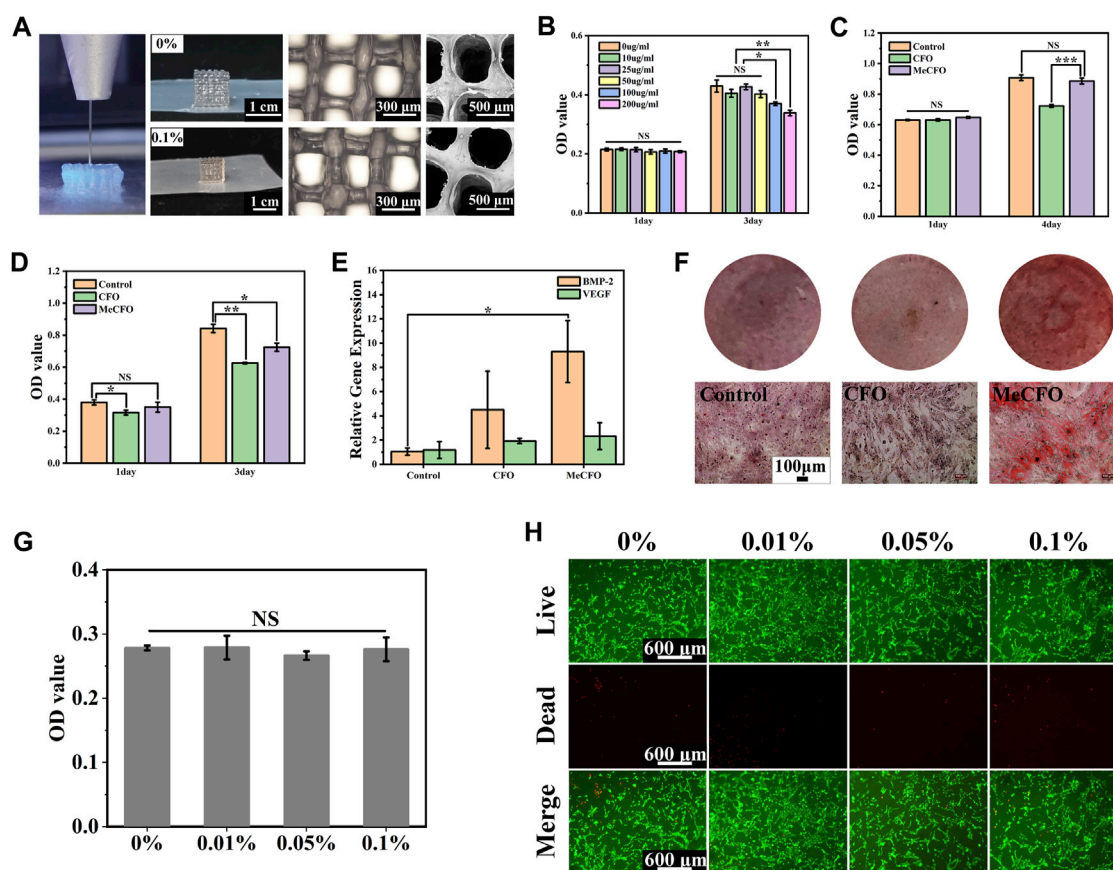 A
0%
1 cm
300 µm
500 µm
0.1%
1 cm
300 µm
500 µm
B
OD value
0.6
0.4
0.2
0.0
0ug/ml
10ug/ml
25ug/ml
50ug/ml
100ug/ml
200ug/ml
NS
NS
**
*
1day
3day
C
OD value
1.2
1.0
0.8
0.6
0.4
0.2
0.0
Control
CFO
MeCFO
NS
NS
***
1day
4day
D
OD value
1.2
1.0
0.8
0.6
0.4
0.2
0.0
Control
CFO
MeCFO
NS
*
*
**
1day
3day
E
Relative Gene Expression
16
14
12
10
8
6
4
2
0
BMP-2
VEGF
*
Control
CFO
MeCFO
F
Control
CFO
MeCFO
100µm
G
OD value
0.4
0.3
0.2
0.1
0.0
NS
0%
0.01%
0.05%
0.1%
H
0%
0.01%
0.05%
0.1%
Live
600 µm
Dead
600 µm
Merge
600 µm